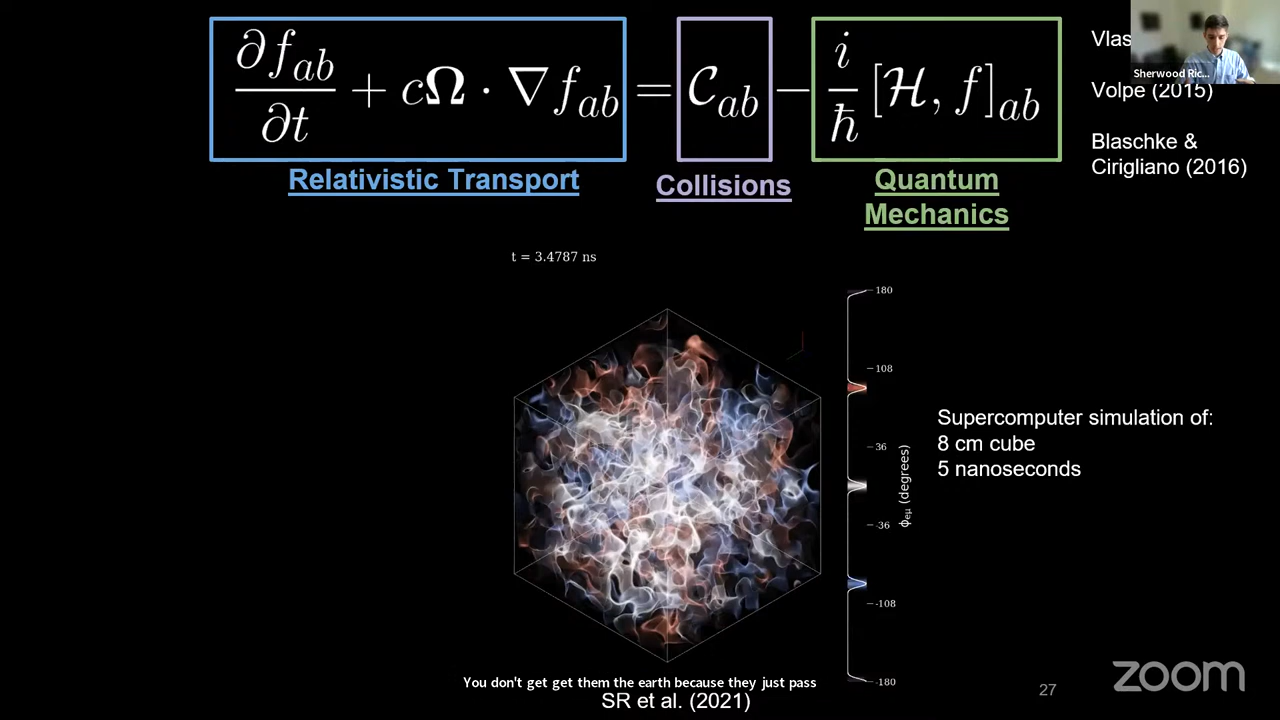 ∂f_ab/∂t + cΩ · ∇f_ab = C_ab − i/ħ [H, f]_ab
Relativistic Transport
Collisions
Quantum
Mechanics
Vlas
Volpe (2015)
Blaschke &
Cirigliano (2016)
Sherwood Ric...
t = 3.4787 ns
180
108
36
-36
-108
-180
ϕeμ (degrees)
Supercomputer simulation of:
8 cm cube
5 nanoseconds
You don't get get them the earth because they just pass
SR et al. (2021)
27
zoom